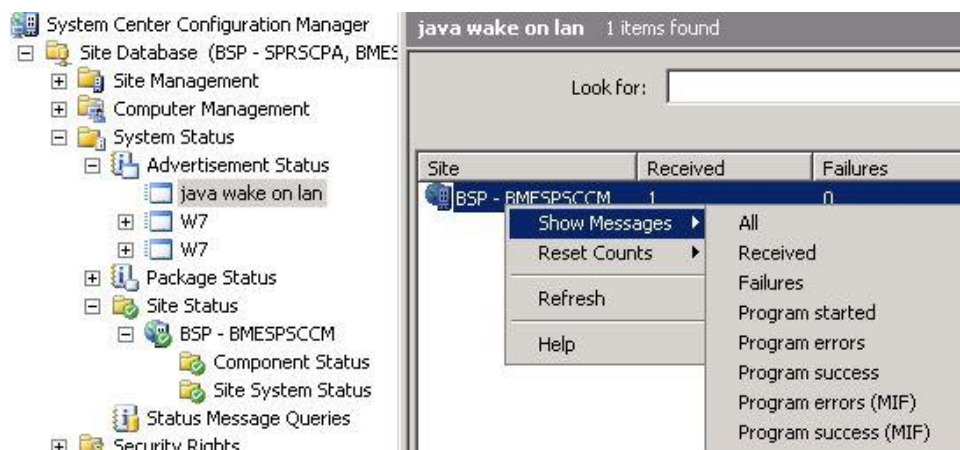 System Center Configuration Manager
Site Database (BSP - SPRSCPA, BMES
Site Management
Computer Management
System Status
Advertisement Status
java wake on lan
W7
W7
Package Status
Site Status
BSP - BMESPSCCM
Component Status
Site System Status
Status Message Queries
Security Rights
java wake on lan 1 items found
Look for:
Site Received Failures
BSP - BMESPSCCM 1 0
Show Messages
Reset Counts
Refresh
Help
All
Received
Failures
Program started
Program errors
Program success
Program errors (MIF)
Program success (MIF)